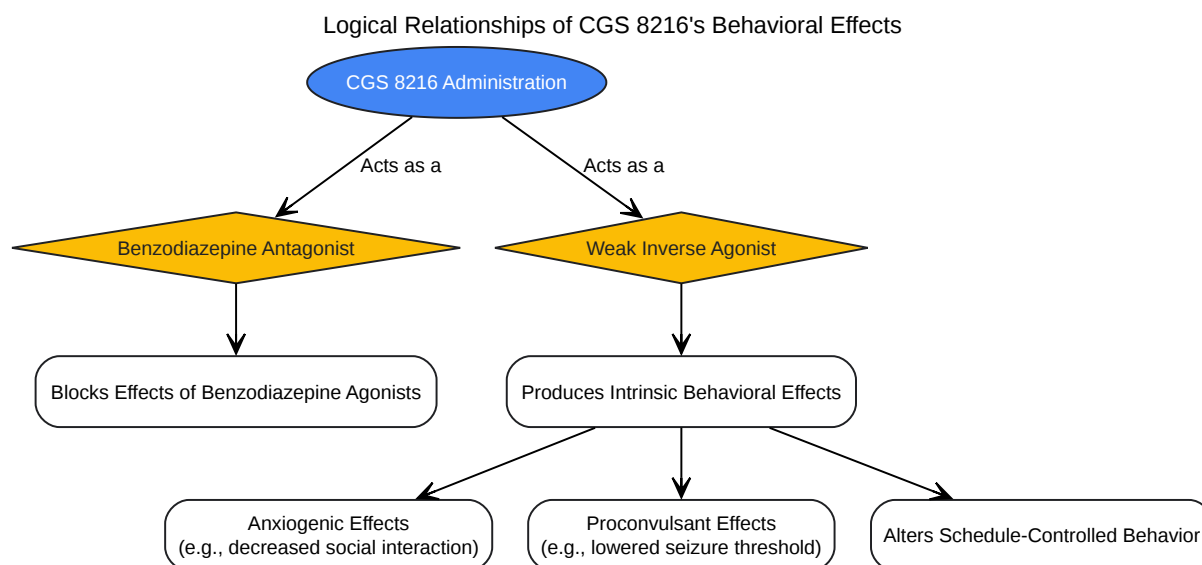 Logical Relationships of CGS 8216's Behavioral Effects
CGS 8216 Administration
Acts as a
Acts as a
Benzodiazepine Antagonist
Weak Inverse Agonist
Blocks Effects of Benzodiazepine Agonists
Produces Intrinsic Behavioral Effects
Anxiogenic Effects
(e.g., decreased social interaction)
Proconvulsant Effects
(e.g., lowered seizure threshold)
Alters Schedule-Controlled Behavior